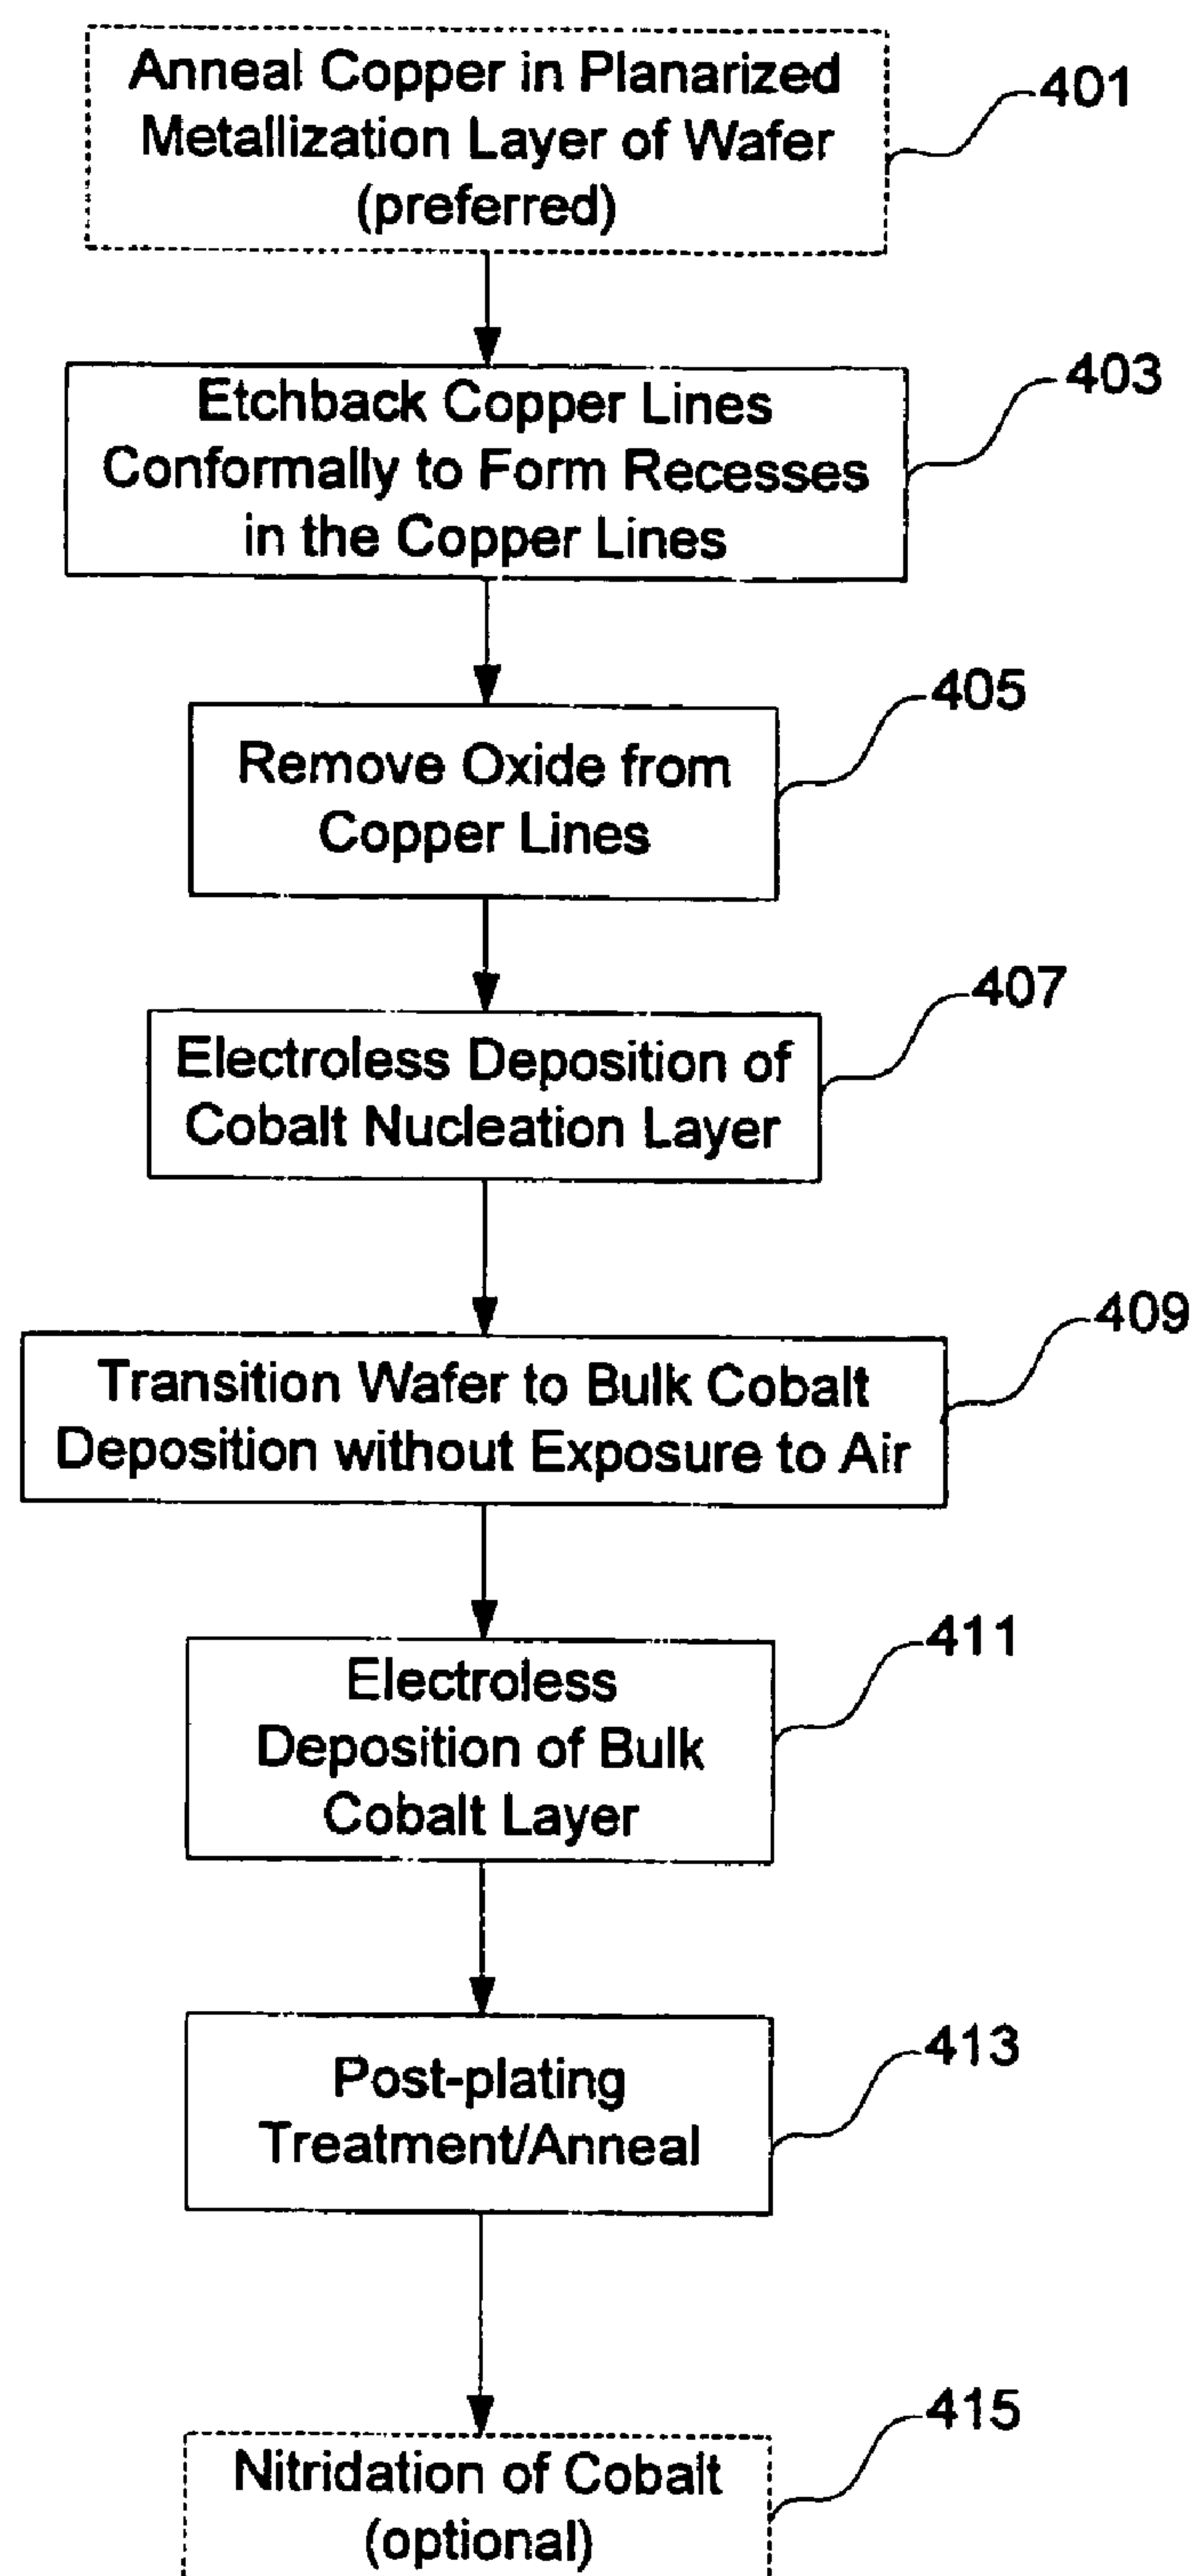 Anneal Copper in Planarized
Metallization Layer of Wafer
(preferred)
401
Etchback Copper Lines
Conformally to Form Recesses
in the Copper Lines
403
Remove Oxide from
Copper Lines
405
Electroless Deposition of
Cobalt Nucleation Layer
407
Transition Wafer to Bulk Cobalt
Deposition without Exposure to Air
409
Electroless
Deposition of Bulk
Cobalt Layer
411
Post-plating
Treatment/Anneal
413
Nitridation of Cobalt
(optional)
415